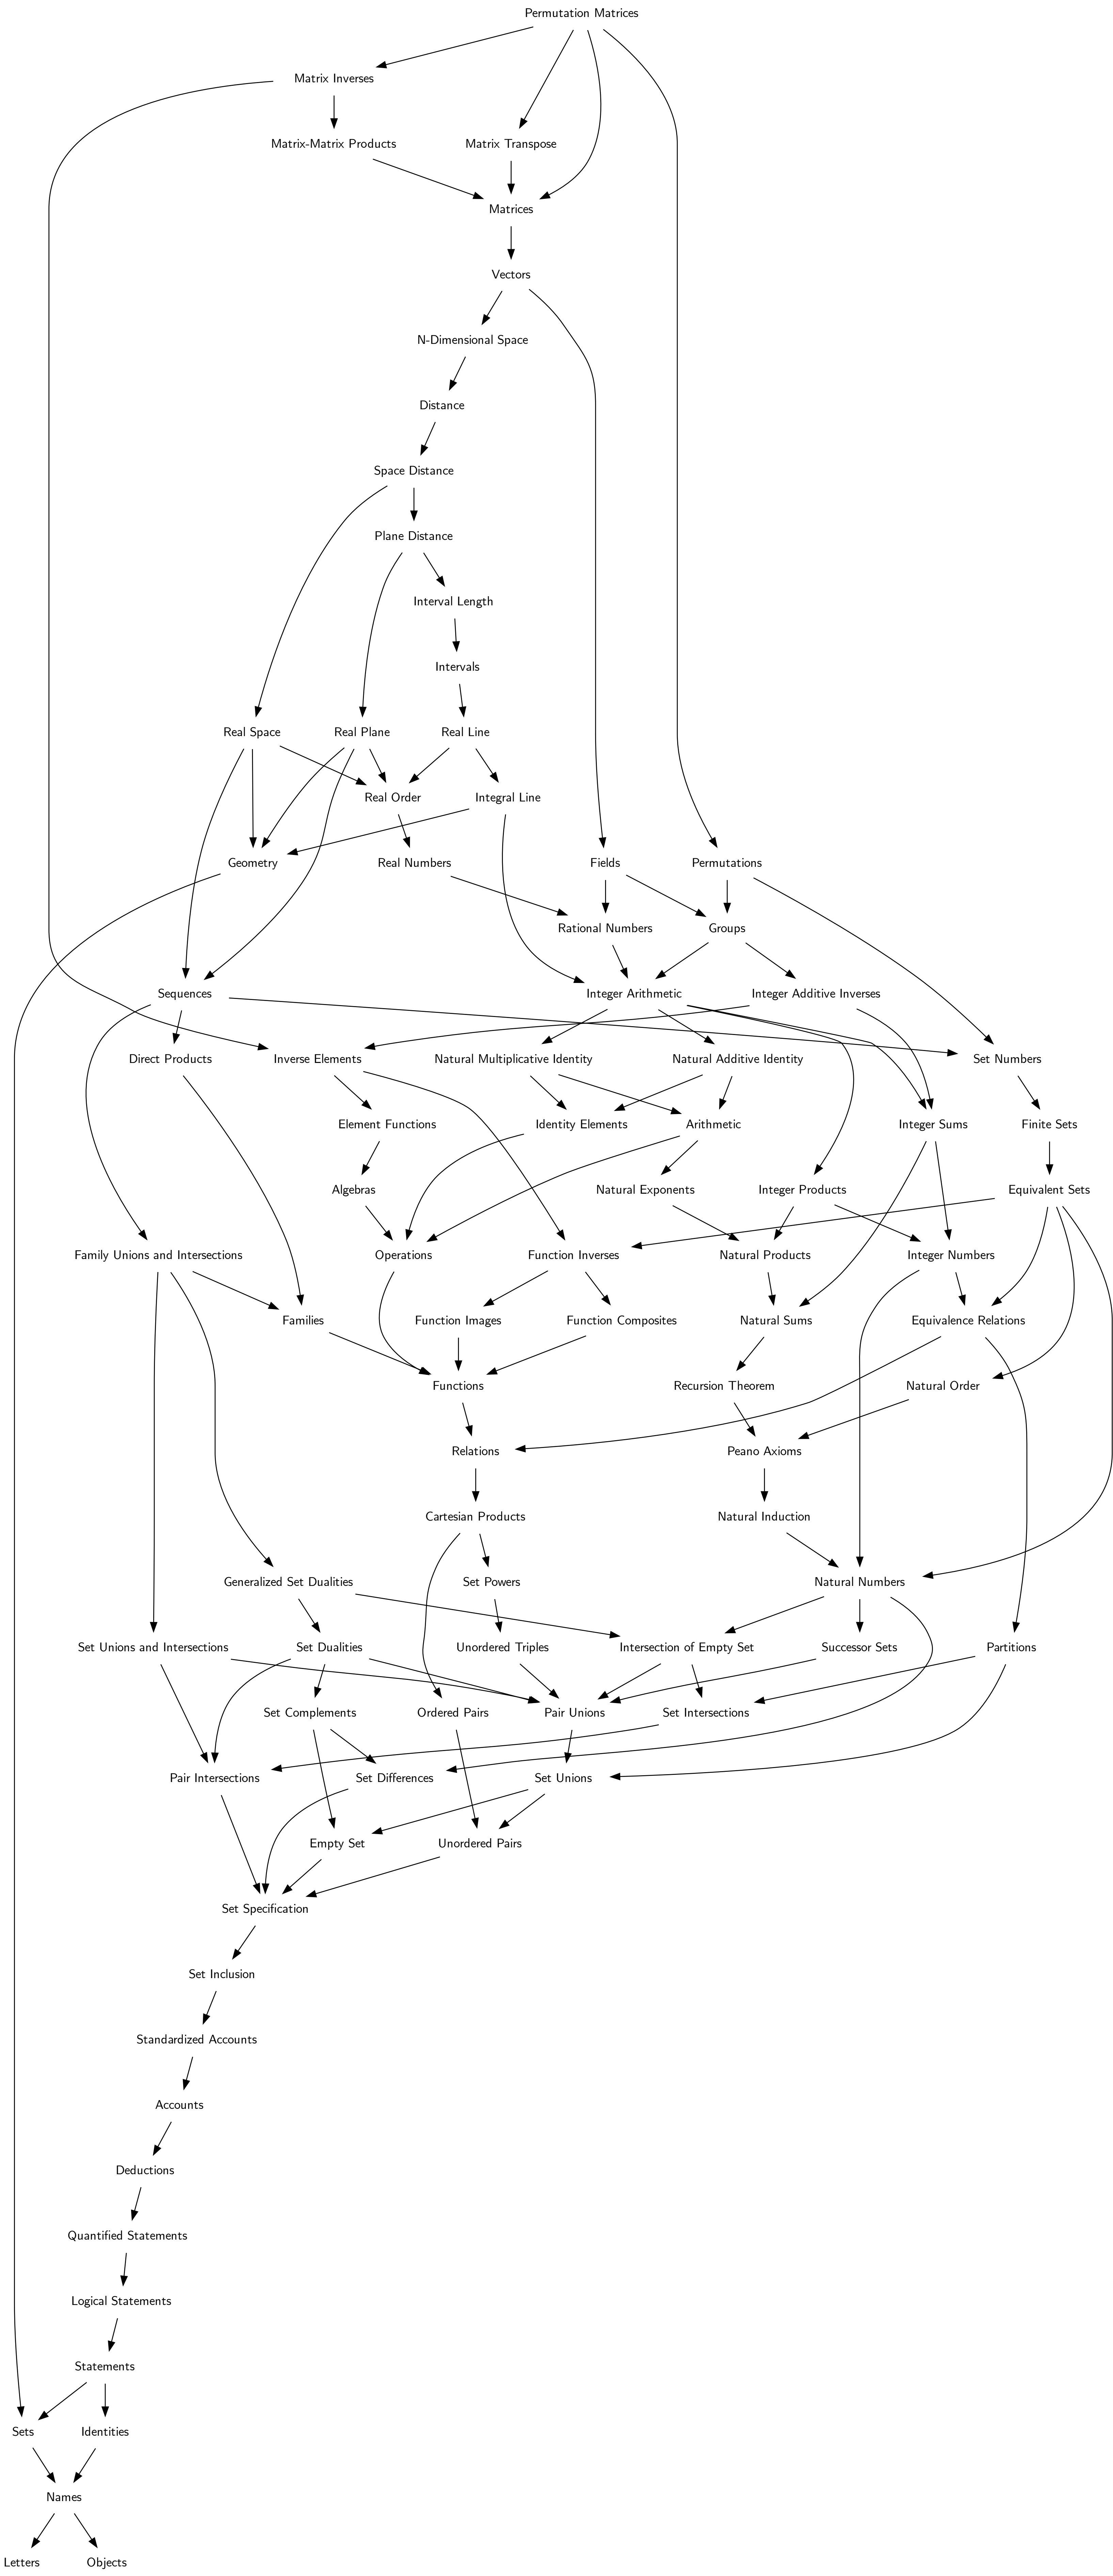 Permutation Matrices
Matrix Inverses
Matrix-Matrix Products
Matrix Transpose
Matrices
Vectors
N-Dimensional Space
Distance
Space Distance
Plane Distance
Interval Length
Intervals
Real Space
Real Plane
Real Line
Real Order
Integral Line
Geometry
Real Numbers
Fields
Permutations
Rational Numbers
Groups
Sequences
Integer Arithmetic
Integer Additive Inverses
Direct Products
Inverse Elements
Natural Multiplicative Identity
Natural Additive Identity
Set Numbers
Element Functions
Identity Elements
Arithmetic
Integer Sums
Finite Sets
Algebras
Natural Exponents
Integer Products
Equivalent Sets
Family Unions and Intersections
Operations
Function Inverses
Natural Products
Integer Numbers
Families
Function Images
Function Composites
Natural Sums
Equivalence Relations
Functions
Recursion Theorem
Natural Order
Relations
Peano Axioms
Cartesian Products
Natural Induction
Generalized Set Dualities
Set Powers
Natural Numbers
Set Unions and Intersections
Set Dualities
Unordered Triples
Intersection of Empty Set
Successor Sets
Partitions
Set Complements
Ordered Pairs
Pair Unions
Set Intersections
Pair Intersections
Set Differences
Set Unions
Empty Set
Unordered Pairs
Set Specification
Set Inclusion
Standardized Accounts
Accounts
Deductions
Quantified Statements
Logical Statements
Statements
Sets
Identities
Names
Letters
Objects